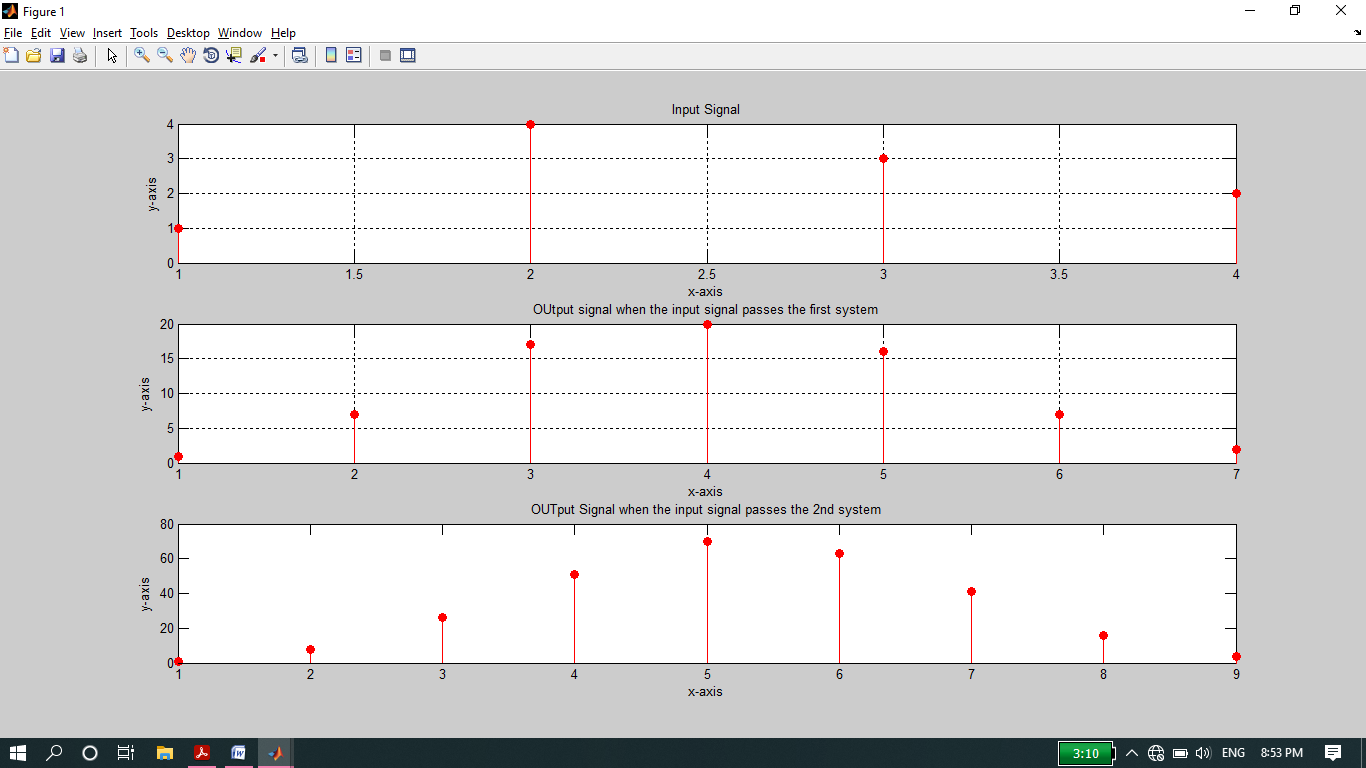 Figure 1
File Edit View Insert Tools Desktop Window Help
Input Signal
4
3
2
1
0
y-axis
1 1.5 2 2.5 3 3.5 4
x-axis
OUtput signal when the input signal passes the first system
20
15
10
5
0
y-axis
1 2 3 4 5 6 7
x-axis
OUTput Signal when the input signal passes the 2nd system
80
60
40
20
0
y-axis
1 2 3 4 5 6 7 8 9
x-axis
3:10 ENG 8:53 PM